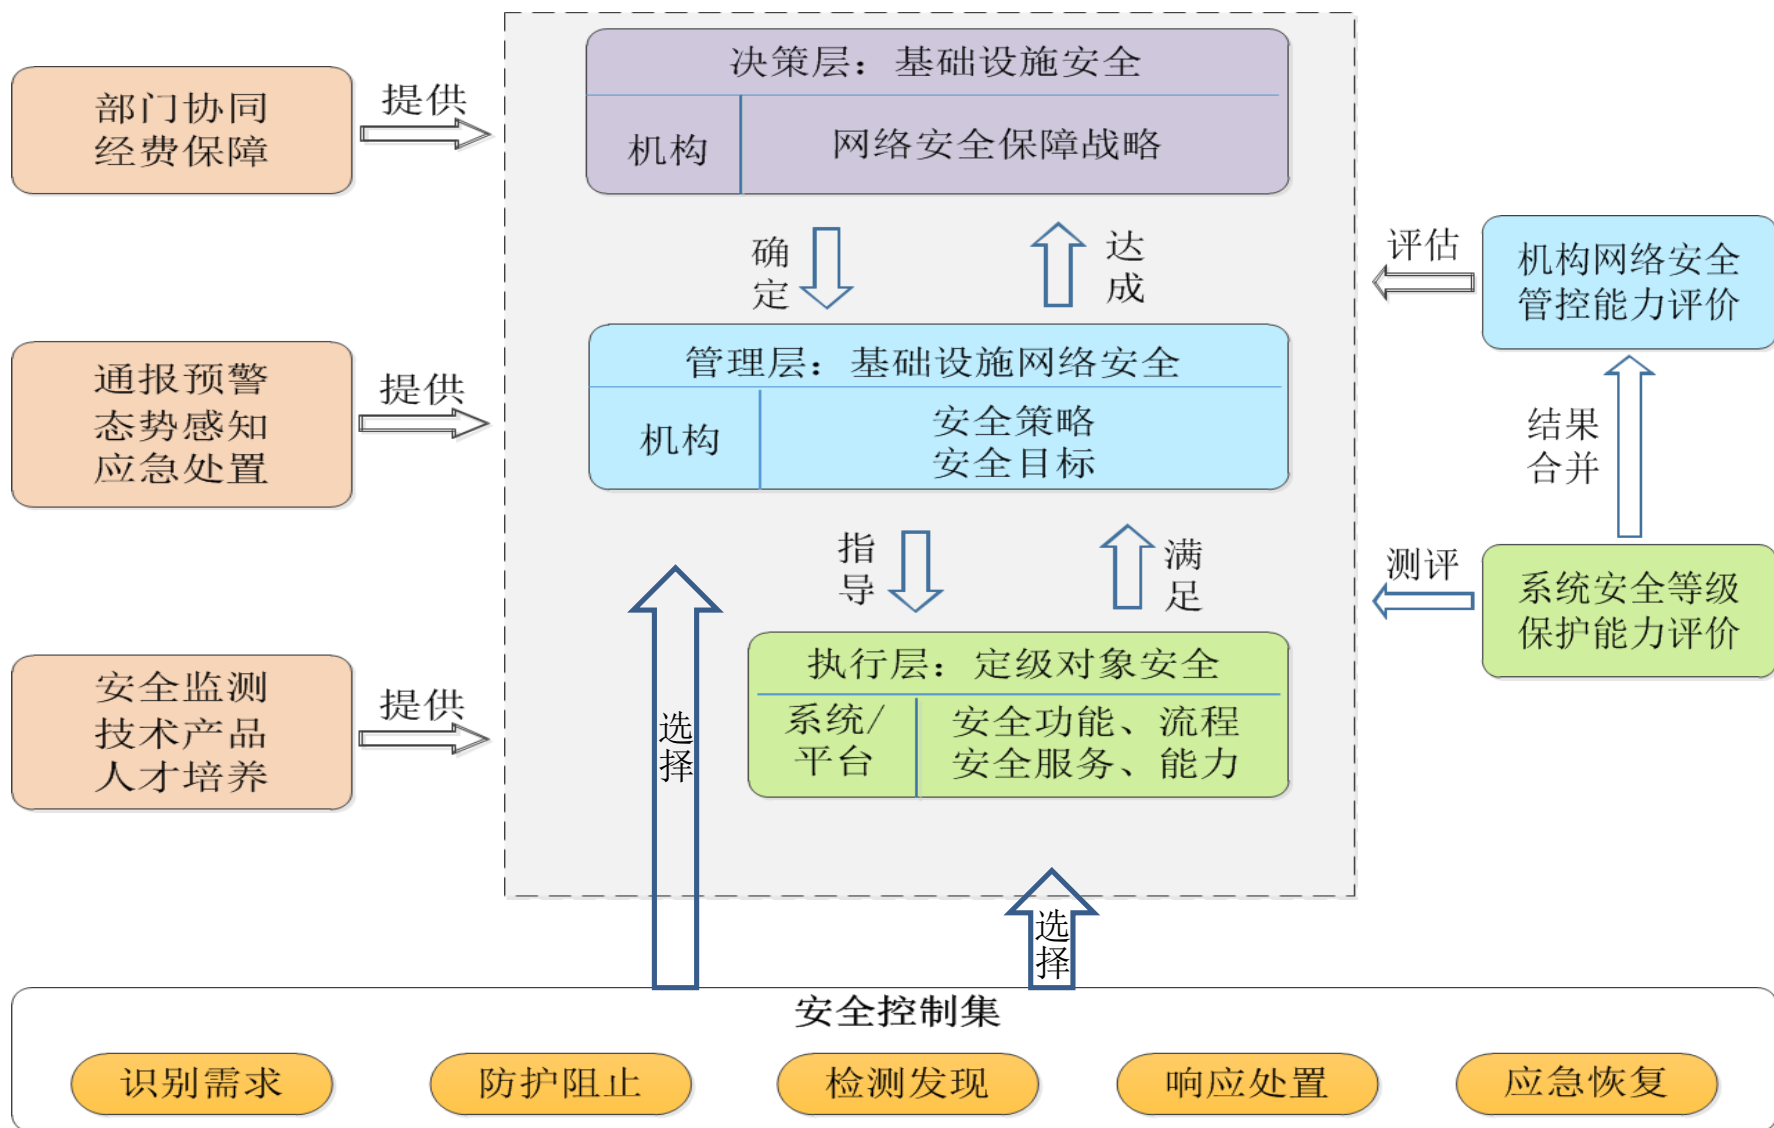 决策层：基础设施安全
机构
网络安全保障战略
部门协同
经费保障
提供
确定
达成
评估
机构网络安全
管控能力评价
管理层：基础设施网络安全
机构
安全策略
安全目标
通报预警
态势感知
应急处置
提供
结果
合并
指导
满足
测评
系统安全等级
保护能力评价
执行层：定级对象安全
系统/
平台
安全功能、流程
安全服务、能力
安全监测
技术产品
人才培养
提供
选择
选择
安全控制集
识别需求
防护阻止
检测发现
响应处置
应急恢复